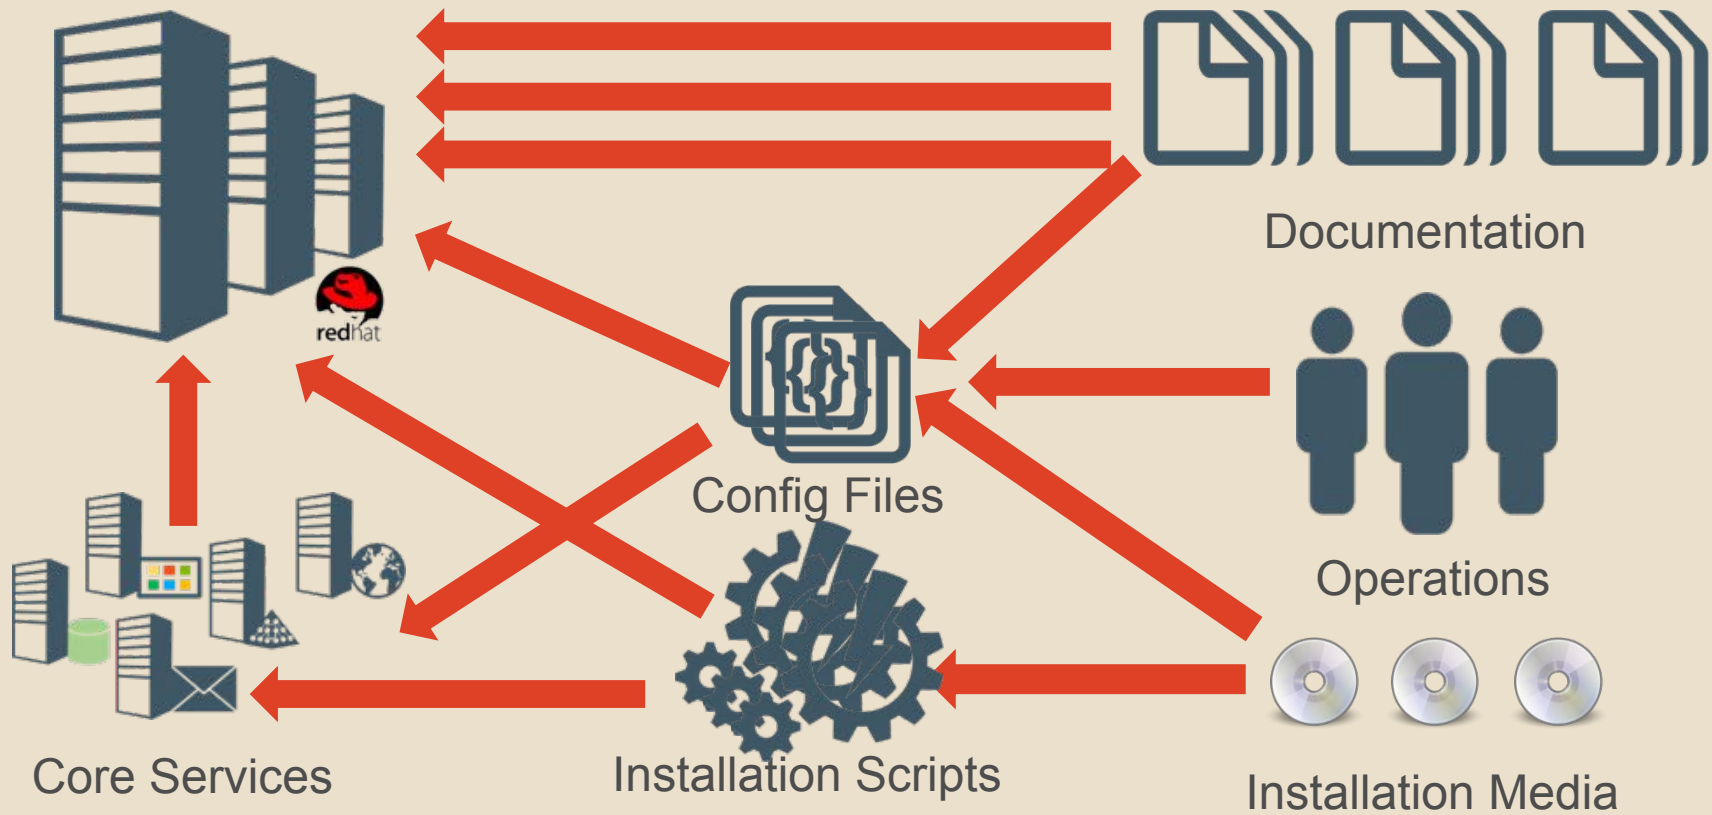 Documentation
redhat
Config Files
Operations
Core Services
Installation Scripts
Installation Media